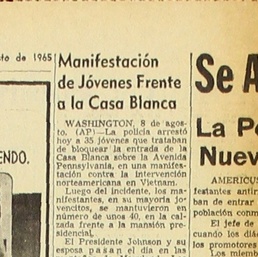 to de 1965
Manifestación
de Jóvenes Frente
a la Casa Blanca
WASHINGTON, 8 de agos-
to. (AP)—La policía arrestó
hoy a 35 jóvenes que trataban
de bloquear la entrada de la
Casa Blanca sobre la Avenida
Pennsylvania, en una manifes-
tación contra la intervención
norteamericana en Vietnam.
Luego del incidente, los ma-
nifestantes, en su mayoría jo-
vencitos, se mantuvieron en
número de unos 40, en la cal-
zada frente a la mansión pre-
sidencial.
El Presidente Johnson y su
esposa pasan el día en
ENDO.
Se A
La Po
Nuev
AMERICUS
festantes antir
ban de entrar
población conm
El jefe de
cuando los diác
los promotores
Los miemb